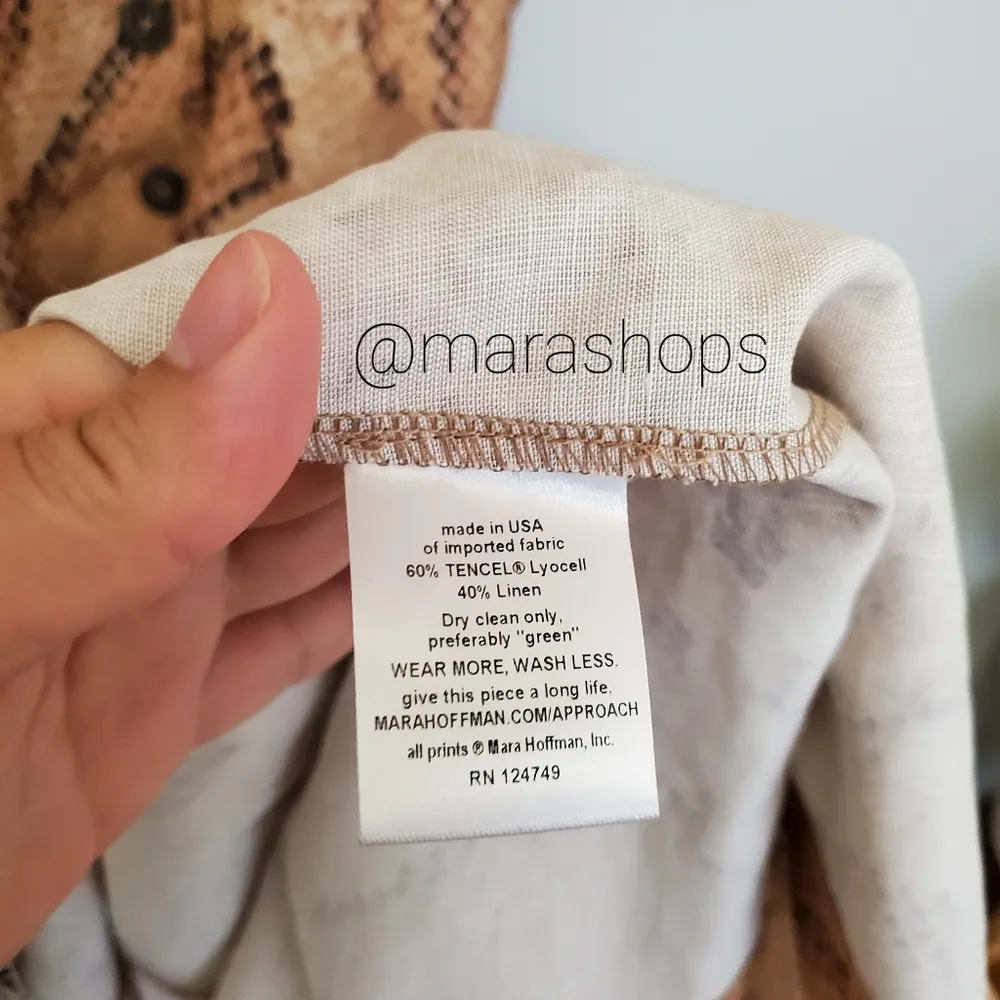 @marashops
made in USA
of imported fabric
60% TENCEL® Lyocell
40% Linen
Dry clean only,
preferably "green"
WEAR MORE, WASH LESS.
give this piece a long life.
MARAHOFFMAN.COM/APPROACH
all prints ® Mara Hoffman, Inc.
RN 124749